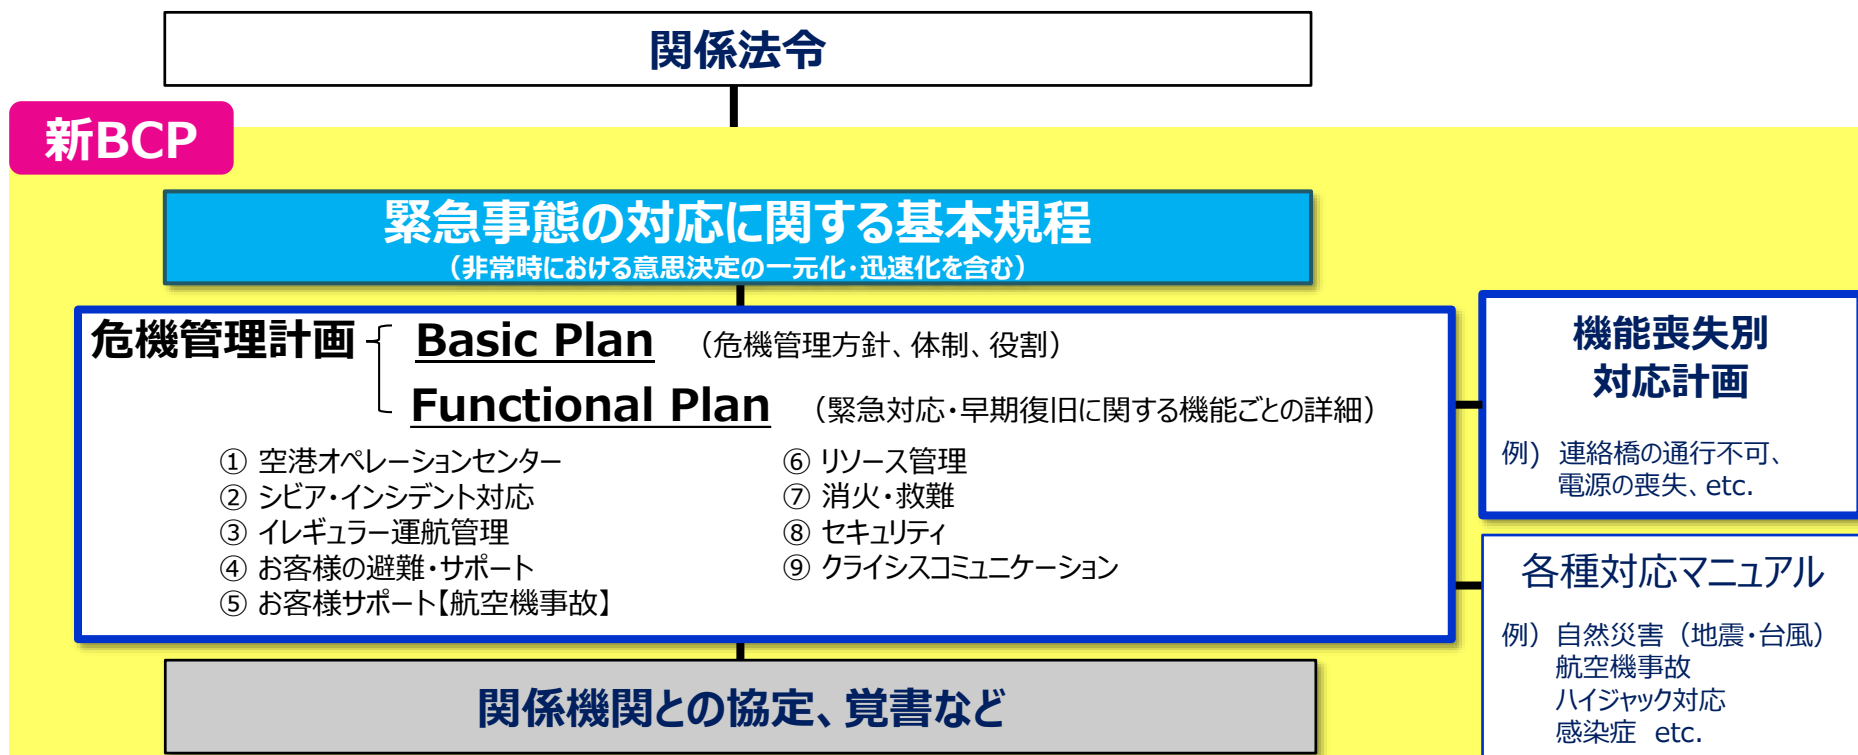 関係法令
新BCP
緊急事態の対応に関する基本規程
（非常時における意思決定の一元化・迅速化を含む）
危機管理計画 Basic Plan （危機管理方針、体制、役割）
Functional Plan （緊急対応・早期復旧に関する機能ごとの詳細）
① 空港オペレーションセンター
② シビア・インシデント対応
③ イレギュラー運航管理
④ お客様の避難・サポート
⑤ お客様サポート【航空機事故】
⑥ リソース管理
⑦ 消火・救難
⑧ セキュリティ
⑨ クライシスコミュニケーション
機能喪失別
対応計画
例） 連絡橋の通行不可、
電源の喪失、etc.
各種対応マニュアル
例） 自然災害（地震・台風）
航空機事故
ハイジャック対応
感染症 etc.
関係機関との協定、覚書など